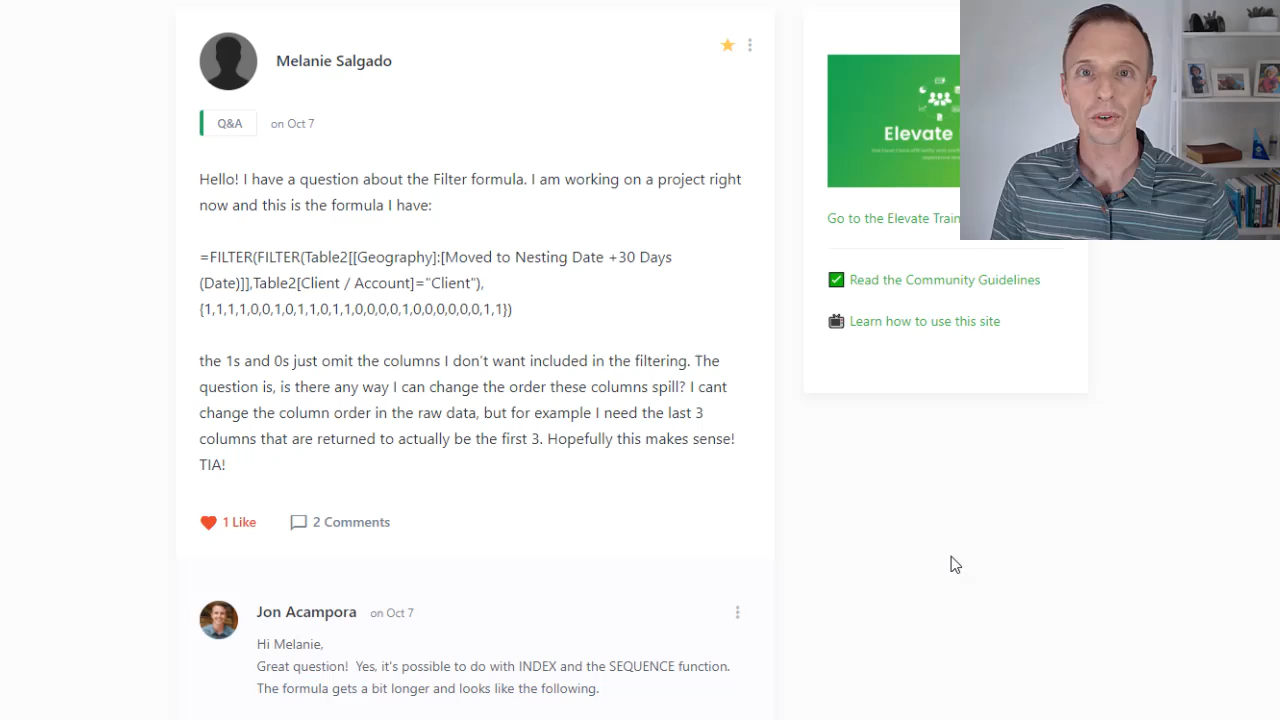 Melanie Salgado
Q&A
on Oct 7
Hello! I have a question about the Filter formula. I am working on a project right
now and this is the formula I have:
=FILTER(FILTER(Table2[[Geography]:[Moved to Nesting Date +30 Days
(Date)]],Table2[Client / Account]="Client"),
{1,1,1,1,0,0,1,0,1,1,0,1,1,0,0,0,0,1,0,0,0,0,0,0,1,1})
the 1s and 0s just omit the columns I don't want included in the filtering. The
question is, is there any way I can change the order these columns spill? I cant
change the column order in the raw data, but for example I need the last 3
columns that are returned to actually be the first 3. Hopefully this makes sense!
TIA!
1 Like
2 Comments
Jon Acampora
on Oct 7
Hi Melanie,
Great question!  Yes, it's possible to do with INDEX and the SEQUENCE function.
The formula gets a bit longer and looks like the following.
Elevate
Go to the Elevate Train
Read the Community Guidelines
Learn how to use this site